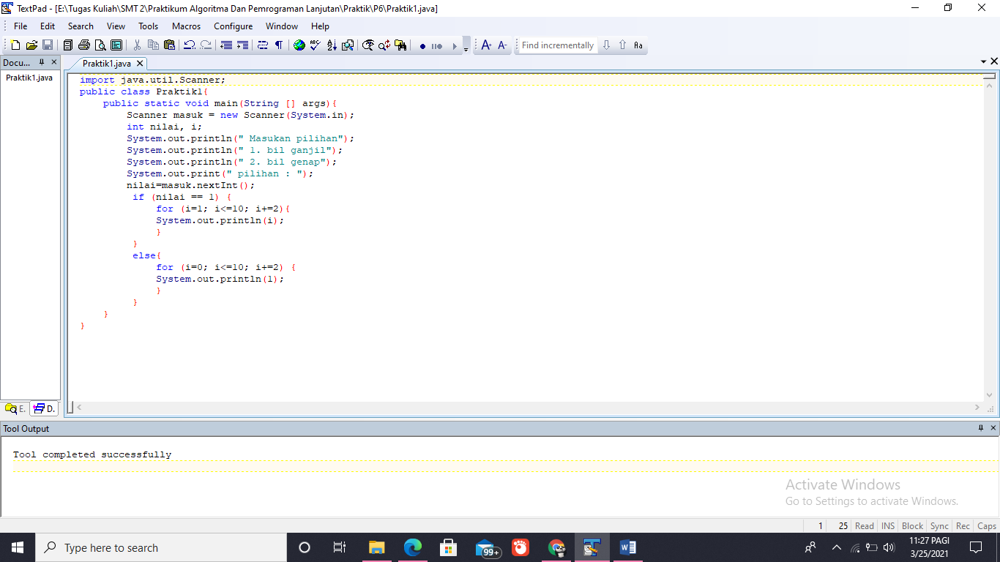 TextPad - [E:\Tugas Kuliah\SMT 2\Praktikum Algoritma Dan Pemrograman Lanjutan\Praktik\P6\Praktik1.java]
File Edit Search View Tools Macros Configure Window Help
Find incrementally
Docu...
Praktik1.java
Praktik1.java
import java.util.Scanner;
public class Praktik1{
public static void main(String [] args){
Scanner masuk = new Scanner(System.in);
int nilai, i;
System.out.println(" Masukan pilihan");
System.out.println(" 1. bil ganjil");
System.out.println(" 2. bil genap");
System.out.print(" pilihan : ");
nilai=masuk.nextInt();
if (nilai == 1) {
for (i=1; i<=10; i+=2){
System.out.println(i);
}
}
else{
for (i=0; i<=10; i+=2) {
System.out.println(1);
}
}
}
}
E. D.
Tool Output
Tool completed successfully
Activate Windows
Go to Settings to activate Windows.
1 25 Read INS Block Sync Rec Caps
Type here to search
99+
11:27 PAGI
3/25/2021